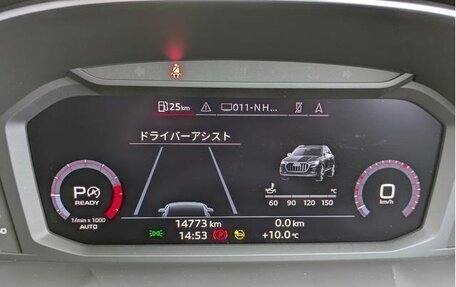 25km 011-NH...
ドライバーアシスト
P
READY
1/min x 1000
AUTO
℃
60 90 120 150
0
km/h
14773 km 0.0 km
14:53 (P) +10.0°C